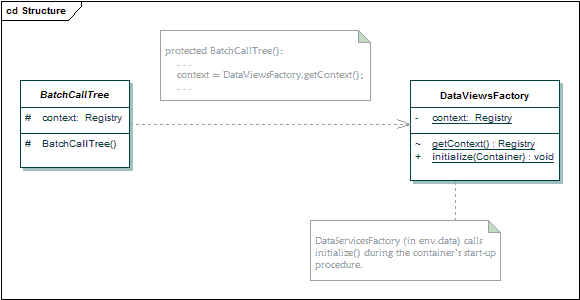 cd Structure
protected BatchCallTree():
. . .
context = DataViewsFactory.getContext();
. . .
BatchCallTree
# context: Registry
# BatchCallTree()
DataViewsFactory
- context: Registry
~ getContext() : Registry
+ initialize(Container) : void
DataServicesFactory (in env.data) calls
initialize() during the container's start-up
procedure.